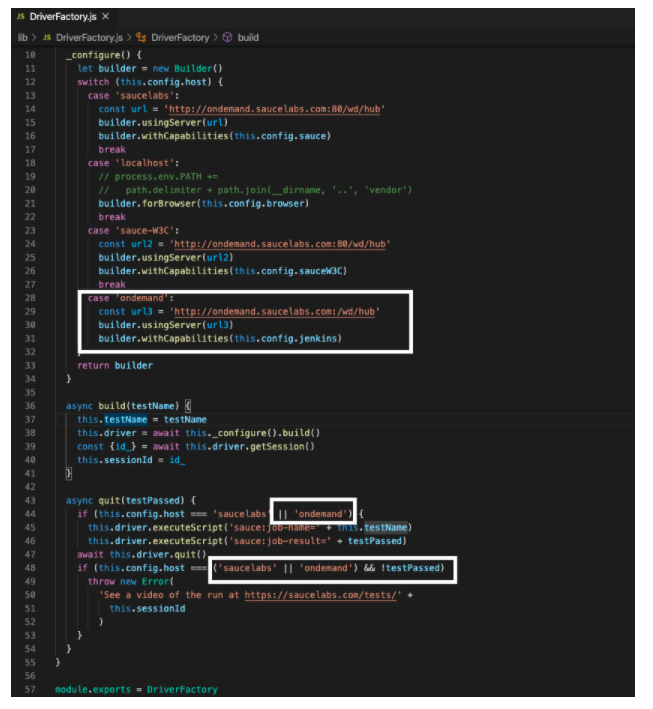 JS DriverFactory.js ×
lib > JS DriverFactory.js > DriverFactory > build
10 _configure() {
11 let builder = new Builder()
12 switch (this.config.host) {
13 case 'saucelabs':
14 const url = 'http://ondemand.saucelabs.com:80/wd/hub'
15 builder.usingServer(url)
16 builder.withCapabilities(this.config.sauce)
17 break
18 case 'localhost':
19 // process.env.PATH +=
20 // path.delimiter + path.join(__dirname, '..', 'vendor')
21 builder.forBrowser(this.config.browser)
22 break
23 case 'sauce-W3C':
24 const url2 = 'http://ondemand.saucelabs.com:80/wd/hub'
25 builder.usingServer(url2)
26 builder.withCapabilities(this.config.sauceW3C)
27 break
28 case 'ondemand':
29 const url3 = 'http://ondemand.saucelabs.com:/wd/hub'
30 builder.usingServer(url3)
31 builder.withCapabilities(this.config.jenkins)
32
33 return builder
34 }
35
36 async build(testName) {
37 this.testName = testName
38 this.driver = await this._configure().build()
39 const {id_} = await this.driver.getSession()
40 this.sessionId = id_
41 }
42
43 async quit(testPassed) {
44 if (this.config.host === 'saucelabs' || 'ondemand') {
45 this.driver.executeScript('sauce:job-name=' + this.testName)
46 this.driver.executeScript('sauce:job-result=' + testPassed)
47 await this.driver.quit()
48 if (this.config.host === ('saucelabs' || 'ondemand') && !testPassed)
49 throw new Error(
50 'See a video of the run at https://saucelabs.com/tests/' +
51 this.sessionId
52 )
53 }
54 }
55 }
56
57 module.exports = DriverFactory